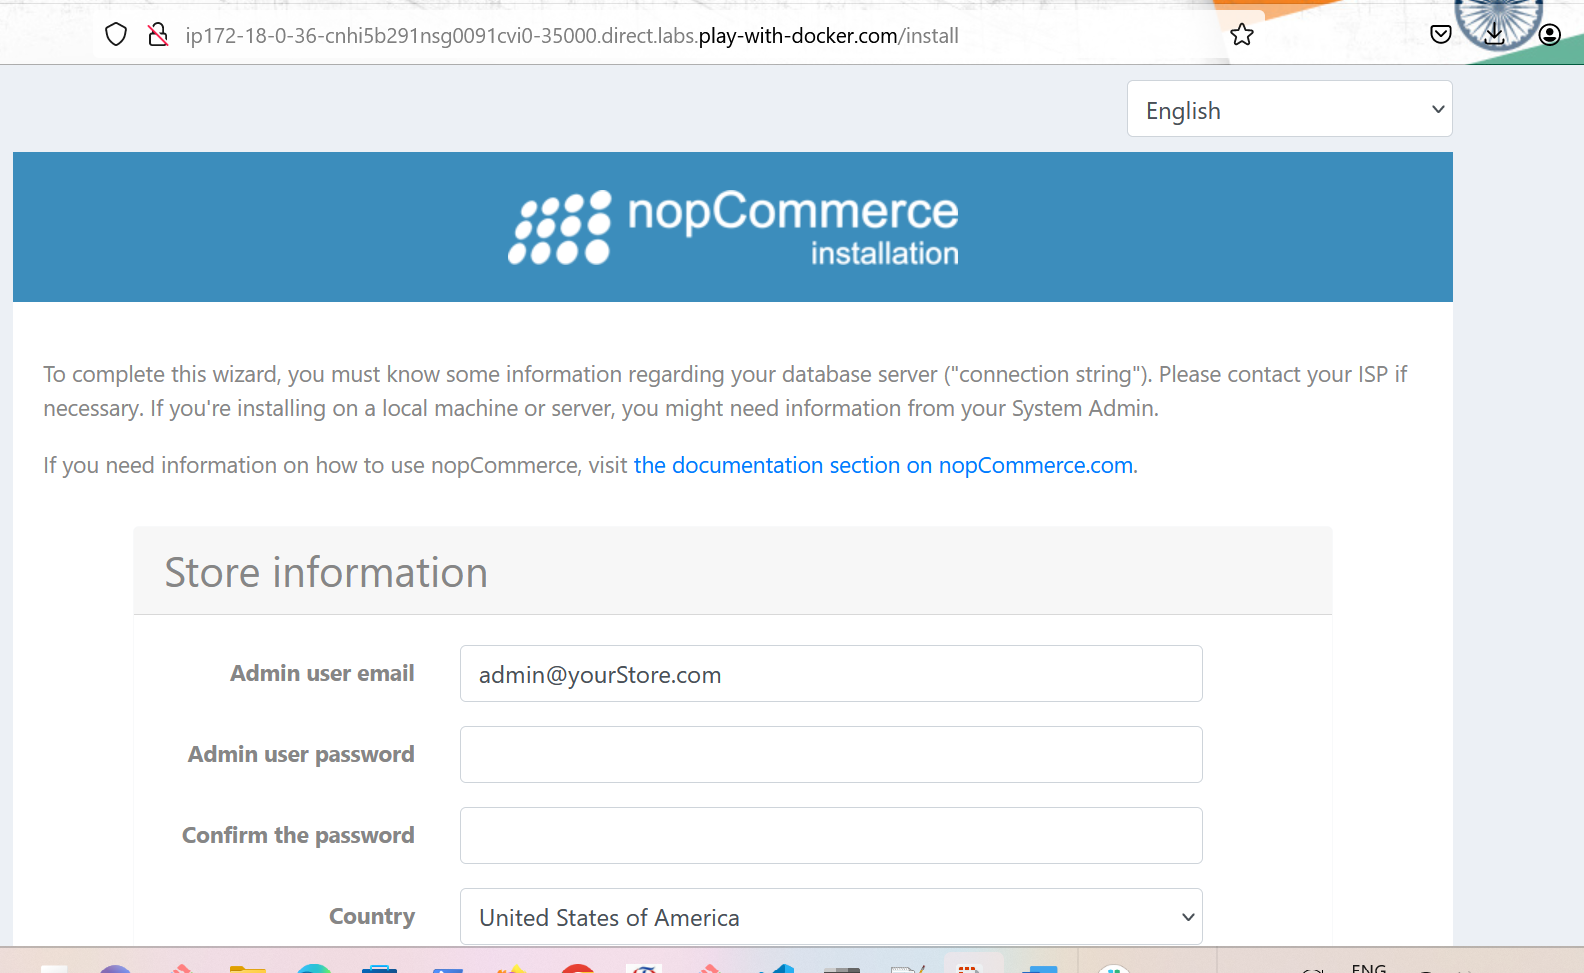 ip172-18-0-36-cnhi5b291nsg0091cvi0-35000.direct.labs.play-with-docker.com/install
English
nopCommerce
installation
To complete this wizard, you must know some information regarding your database server ("connection string"). Please contact your ISP if
necessary. If you're installing on a local machine or server, you might need information from your System Admin.
If you need information on how to use nopCommerce, visit the documentation section on nopCommerce.com.
Store information
Admin user email
admin@yourStore.com
Admin user password
Confirm the password
Country
United States of America
ENG